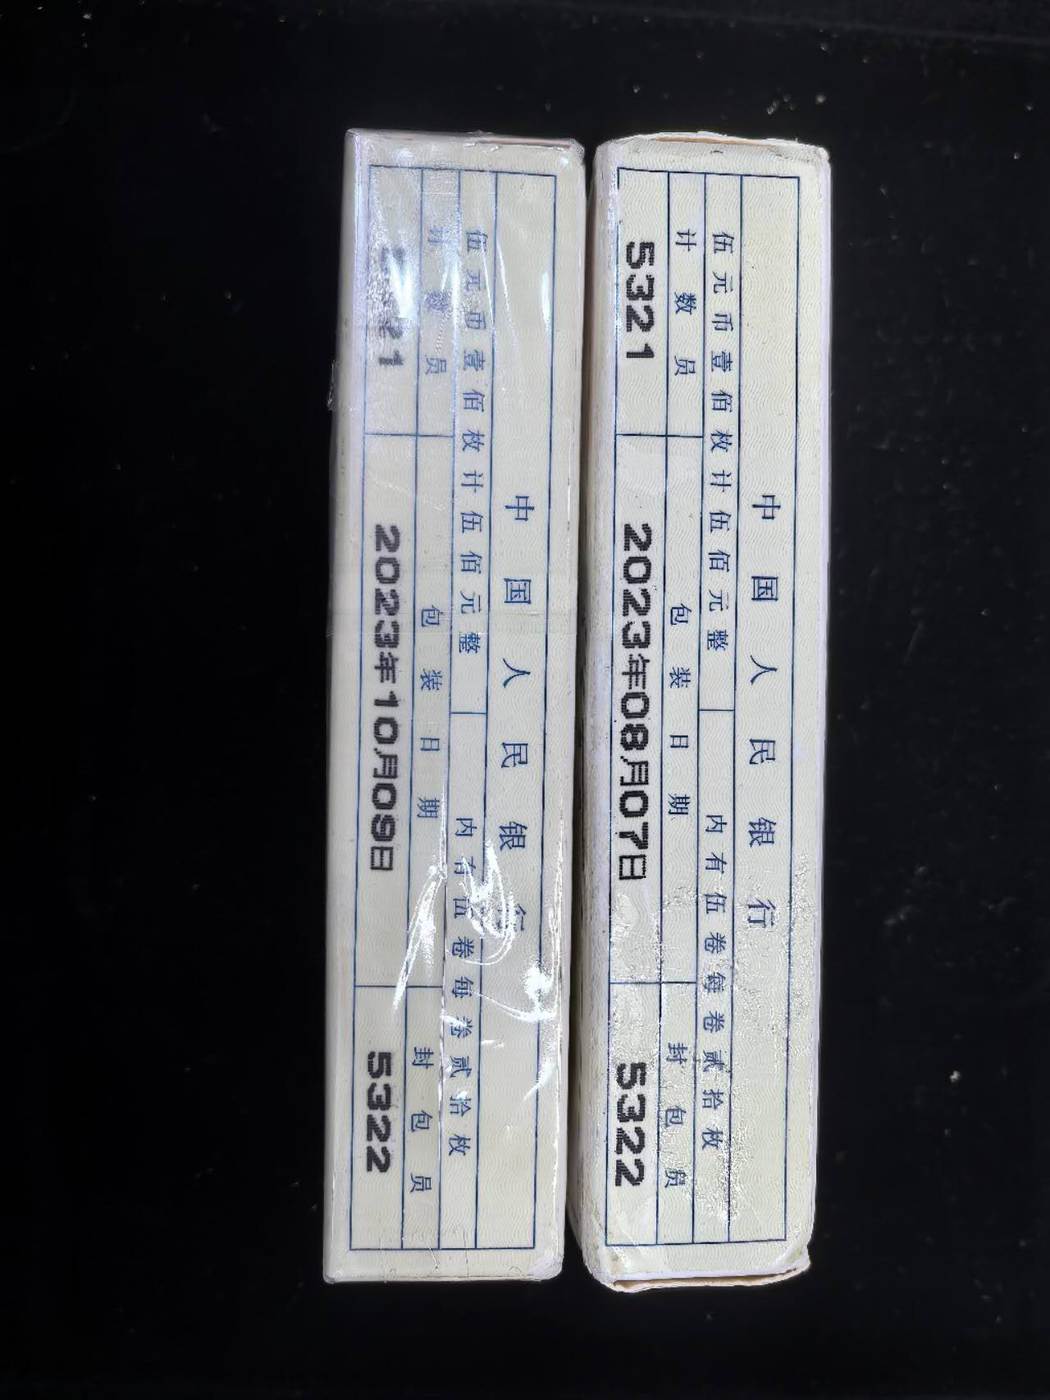 中国人民银行
伍元币壹佰枚计伍佰元整 内有伍卷每卷贰拾枚
计数员 包装日期 封包员
21 2023年10月09日 5322
中国人民银行
伍元币壹佰枚计伍佰元整 内有伍卷每卷贰拾枚
计数员 包装日期 封包员
5321 2023年08月07日 5322